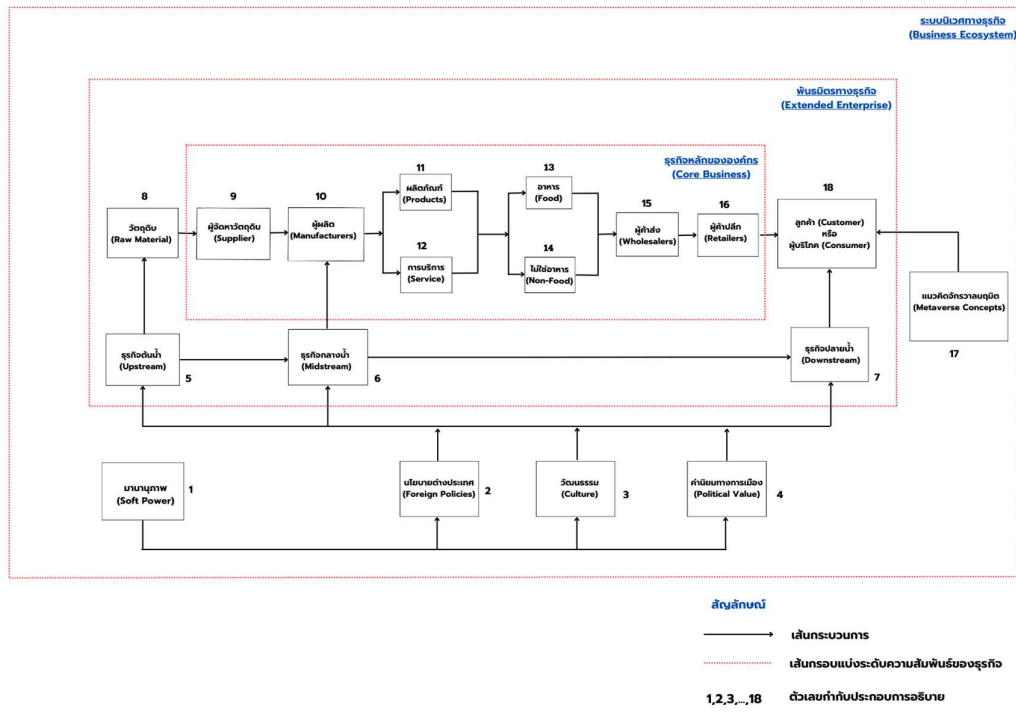 ระบบนิเวศทางธุรกิจ
(Business Ecosystem)
พันธมิตรทางธุรกิจ
(Extended Enterprise)
ธุรกิจหลักขององค์กร
(Core Business)
8
วัตถุดิบ
(Raw Material)
9
ผู้จัดหาวัตถุดิบ
(Supplier)
10
ผู้ผลิต
(Manufacturers)
11
ผลิตภัณฑ์
(Products)
12
การบริการ
(Service)
13
อาหาร
(Food)
14
ไม่ใช่อาหาร
(Non-Food)
15
ผู้ค้าส่ง
(Wholesalers)
16
ผู้ค้าปลีก
(Retailers)
18
ลูกค้า (Customer)
หรือ
ผู้บริโภค (Consumer)
แนวคิดจักรวาลนฤมิต
(Metaverse Concepts)
17
ธุรกิจต้นน้ำ
(Upstream)
5
ธุรกิจกลางน้ำ
(Midstream)
6
ธุรกิจปลายน้ำ
(Downstream)
7
มานานุภาพ
(Soft Power)
1
นโยบายต่างประเทศ
(Foreign Policies)
2
วัฒนธรรม
(Culture)
3
ค่านิยมทางการเมือง
(Political Value)
4
สัญลักษณ์
เส้นกระบวนการ
เส้นกรอบแบ่งระดับความสัมพันธ์ของธุรกิจ
1,2,3,...,18 ตัวเลขกำกับประกอบการอธิบาย